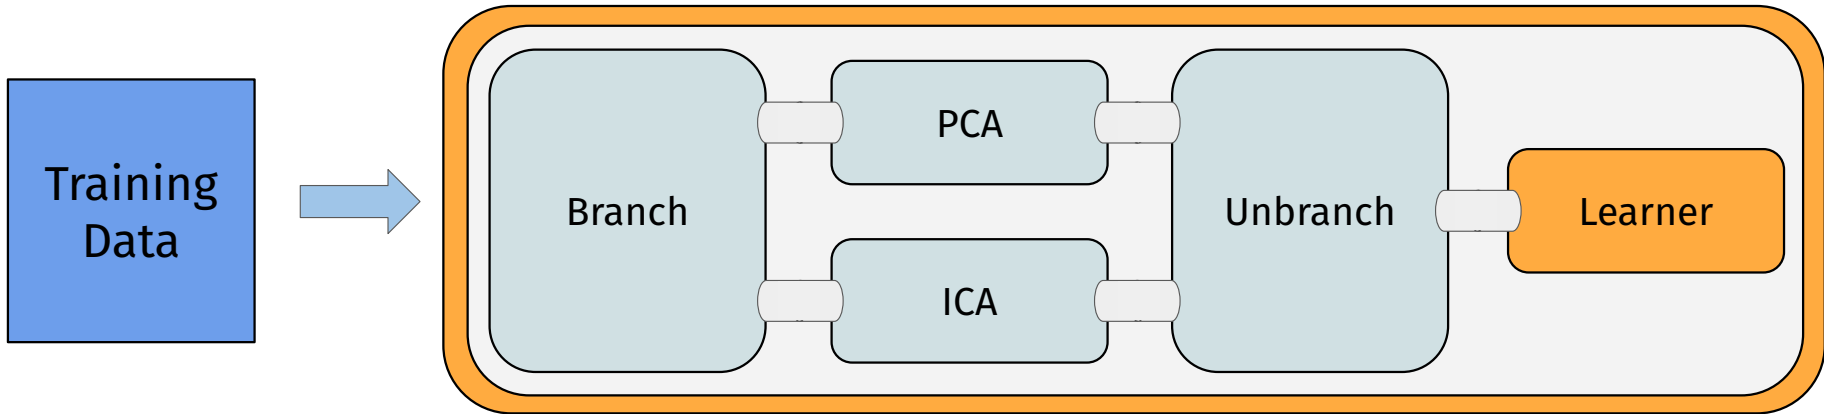 Training
Data
Branch
PCA
ICA
Unbranch
Learner